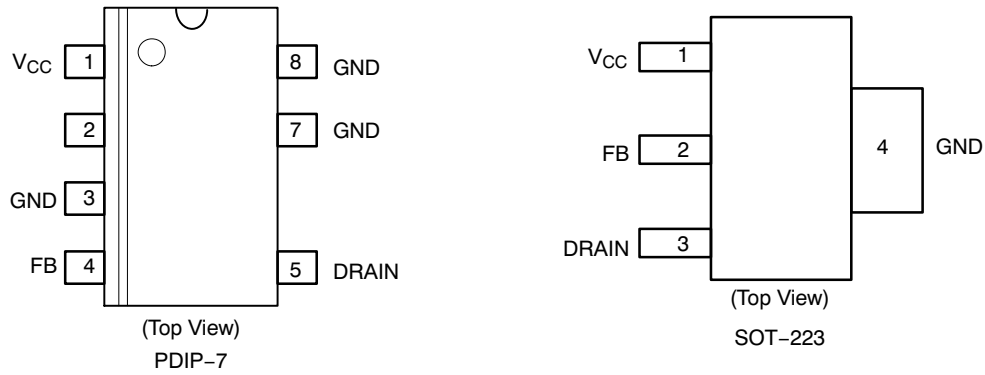 VCC 1
8 GND
2
7 GND
GND 3
FB 4
5 DRAIN
(Top View)
PDIP−7
VCC 1
FB 2
4 GND
DRAIN 3
(Top View)
SOT−223